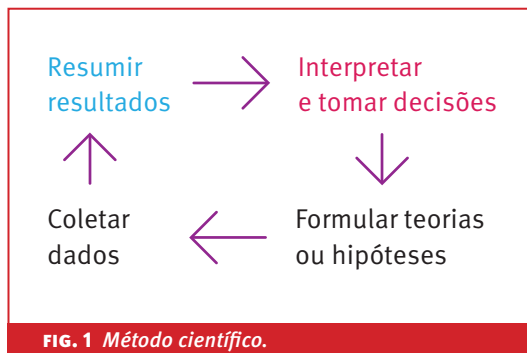 Resumir
resultados
Interpretar
e tomar decisões
Coletar
dados
Formular teorias
ou hipóteses
FIG. 1 Método científico.